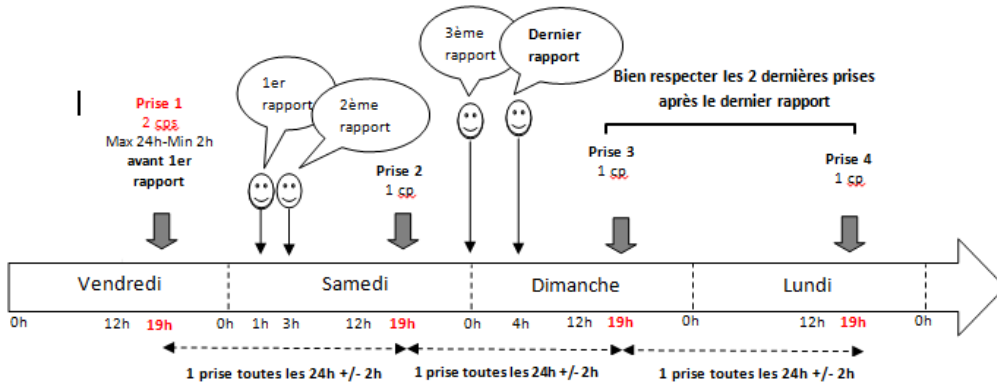 3ème
rapport
Dernier
rapport
1er
rapport
2ème
rapport
Bien respecter les 2 dernières prises
après le dernier rapport
Prise 1
2 cps
Max 24h-Min 2h
avant 1er
rapport
Prise 2
1 cp
Prise 3
1 cp
Prise 4
1 cp
Vendredi Samedi Dimanche Lundi
0h 12h 19h 0h 1h 3h 12h 19h 0h 4h 12h 19h 0h 12h 19h 0h
1 prise toutes les 24h +/- 2h 1 prise toutes les 24h +/- 2h 1 prise toutes les 24h +/- 2h